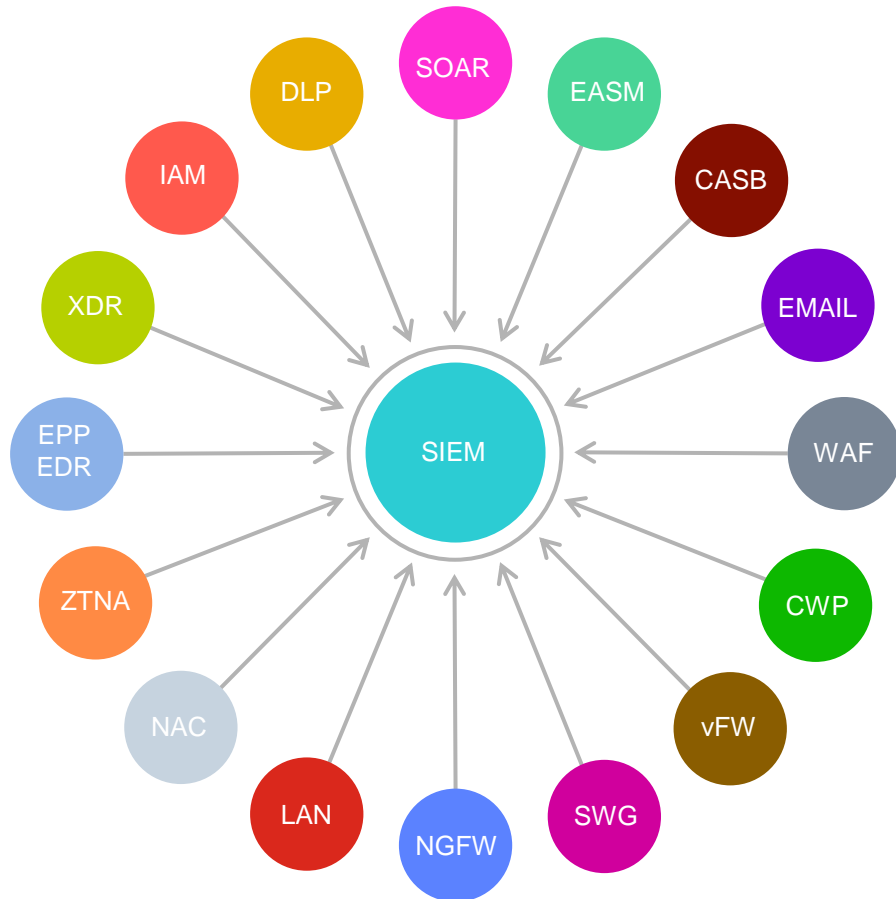 SOAR
DLP
EASM
IAM
CASB
XDR
EMAIL
EPP
EDR
SIEM
WAF
ZTNA
CWP
NAC
vFW
LAN
SWG
NGFW